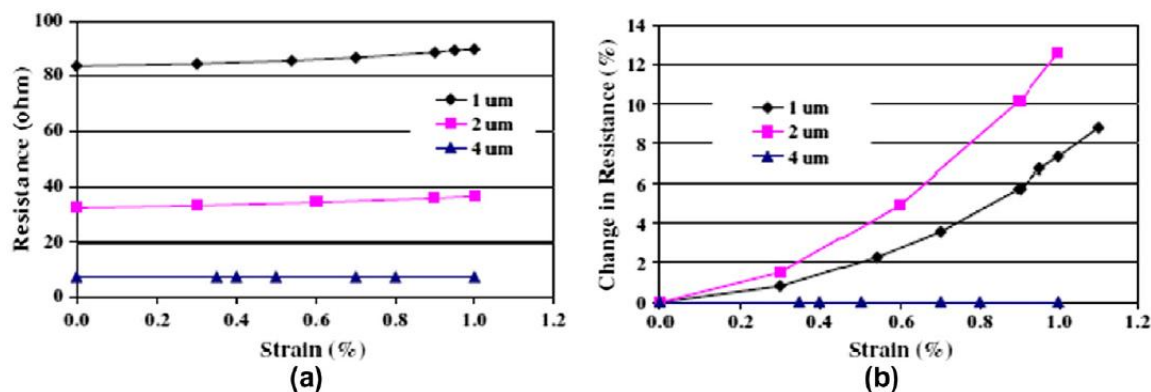 100
80
60
40
20
0
Resistance (ohm)
1 um
2 um
4 um
0.0 0.2 0.4 0.6 0.8 1.0 1.2
Strain (%)
(a)
14
12
10
8
6
4
2
0
Change in Resistance (%)
1 um
2 um
4 um
0.0 0.2 0.4 0.6 0.8 1.0 1.2
Strain (%)
(b)